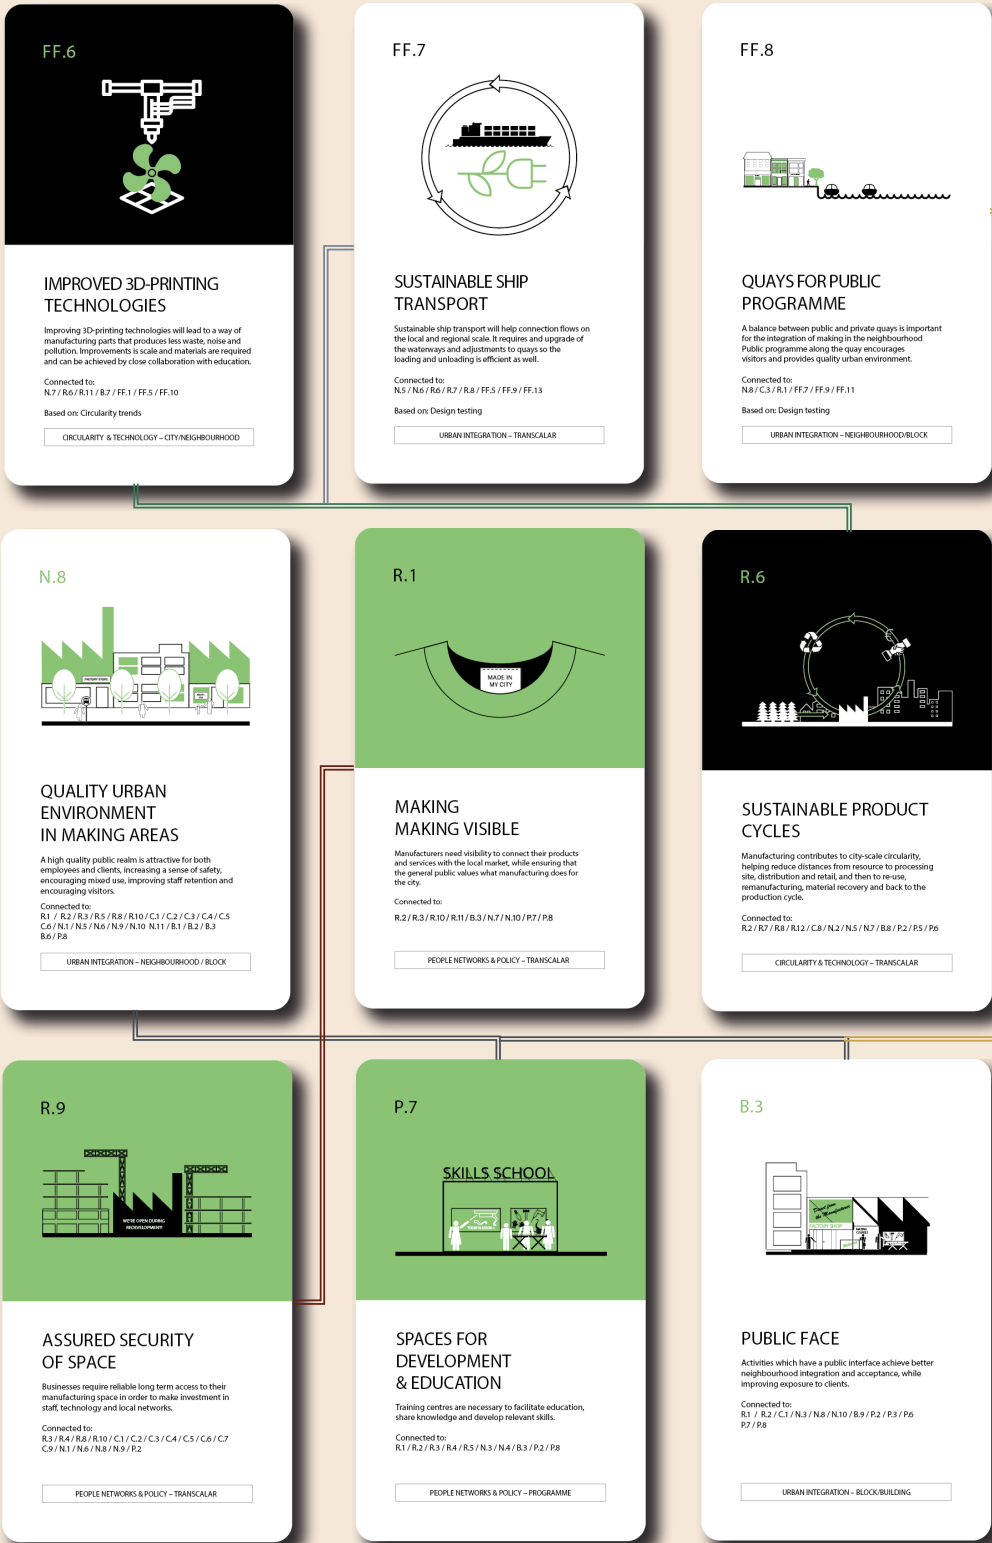 FF.6
IMPROVED 3D-PRINTING
TECHNOLOGIES
Improving 3D-printing technologies will lead to a way of
manufacturing parts that produces less waste, noise and
pollution. Improvements is scale and materials are required
and can be achieved by close collaboration with education.
Connected to:
N.7 / R.6 / R.11 / B.7 / FF.1 / FF.5 / FF.10
Based on: Circularity trends
CIRCULARITY & TECHNOLOGY – CITY/NEIGHBOURHOOD
FF.7
SUSTAINABLE SHIP
TRANSPORT
Sustainable ship transport will help connection flows on
the local and regional scale. It requires and upgrade of
the waterways and adjustments to quays so the
loading and unloading is efficient as well.
Connected to:
N.5 / N.6 / R.6 / R.7 / R.8 / FF.5 / FF.9 / FF.13
Based on: Design testing
URBAN INTEGRATION – TRANSCALAR
FF.8
QUAYS FOR PUBLIC
PROGRAMME
A balance between public and private quays is important
for the integration of making in the neighbourhood
Public programme along the quay encourages
visitors and provides quality urban environment.
Connected to:
N.8 / C.3 / R.1 / FF.7 / FF.9 / FF.11
Based on: Design testing
URBAN INTEGRATION – NEIGHBOURHOOD/BLOCK
N.8
FACTORY STORE
QUALITY URBAN
ENVIRONMENT
IN MAKING AREAS
A high quality public realm is attractive for both
employees and clients, increasing a sense of safety,
encouraging mixed use, improving staff retention and
encouraging visitors.
Connected to:
R.1 / R.2 / R.3 / R.5 / R.8 / R.10 / C.1 / C.2 / C.3 / C.4 / C.5
C.6 / N.1 / N.5 / N.6 / N.9 / N.10 N.11 / B.1 / B.2 / B.3
B.6 / P.8
URBAN INTEGRATION – NEIGHBOURHOOD / BLOCK
R.1
MADE IN
MY CITY
MAKING
MAKING VISIBLE
Manufacturers need visibility to connect their products
and services with the local market, while ensuring that
the general public values what manufacturing does for
the city.
Connected to:
R.2 / R.3 / R.10 / R.11 / B.3 / N.7 / N.10 / P.7 / P.8
PEOPLE NETWORKS & POLICY – TRANSCALAR
R.6
SUSTAINABLE PRODUCT
CYCLES
Manufacturing contributes to city-scale circularity,
helping reduce distances from resource to processing
site, distribution and retail, and then to re-use,
remanufacturing, material recovery and back to the
production cycle.
Connected to:
R.2 / R.7 / R.8 / R.12 / C.8 / N.2 / N.5 / N.7 / B.8 / P.2 / P.5 / P.6
CIRCULARITY & TECHNOLOGY – TRANSCALAR
R.9
WE'RE OPEN DURING
REDEVELOPMENT!
ASSURED SECURITY
OF SPACE
Businesses require reliable long term access to their
manufacturing space in order to make investment in
staff, technology and local networks.
Connected to:
R.3 / R.4 / R.8 / R.10 / C.1 / C.2 / C.3 / C.4 / C.5 / C.6 / C.7
C.9 / N.1 / N.6 / N.8 / N.9 / P.2
PEOPLE NETWORKS & POLICY – TRANSCALAR
P.7
SKILLS SCHOOL
SPACES FOR
DEVELOPMENT
& EDUCATION
Training centres are necessary to facilitate education,
share knowledge and develop relevant skills.
Connected to:
R.1 / R.2 / R.3 / R.4 / R.5 / N.3 / N.4 / B.3 / P.2 / P.8
PEOPLE NETWORKS & POLICY – PROGRAMME
B.3
Direct from
the Manufacturer
FACTORY SHOP
PUBLIC FACE
Activities which have a public interface achieve better
neighbourhood integration and acceptance, while
improving exposure to clients.
Connected to:
R.1 / R.2 / C.1 / N.3 / N.8 / N.10 / B.9 / P.2 / P.3 / P.6
P.7 / P.8
URBAN INTEGRATION – BLOCK/BUILDING